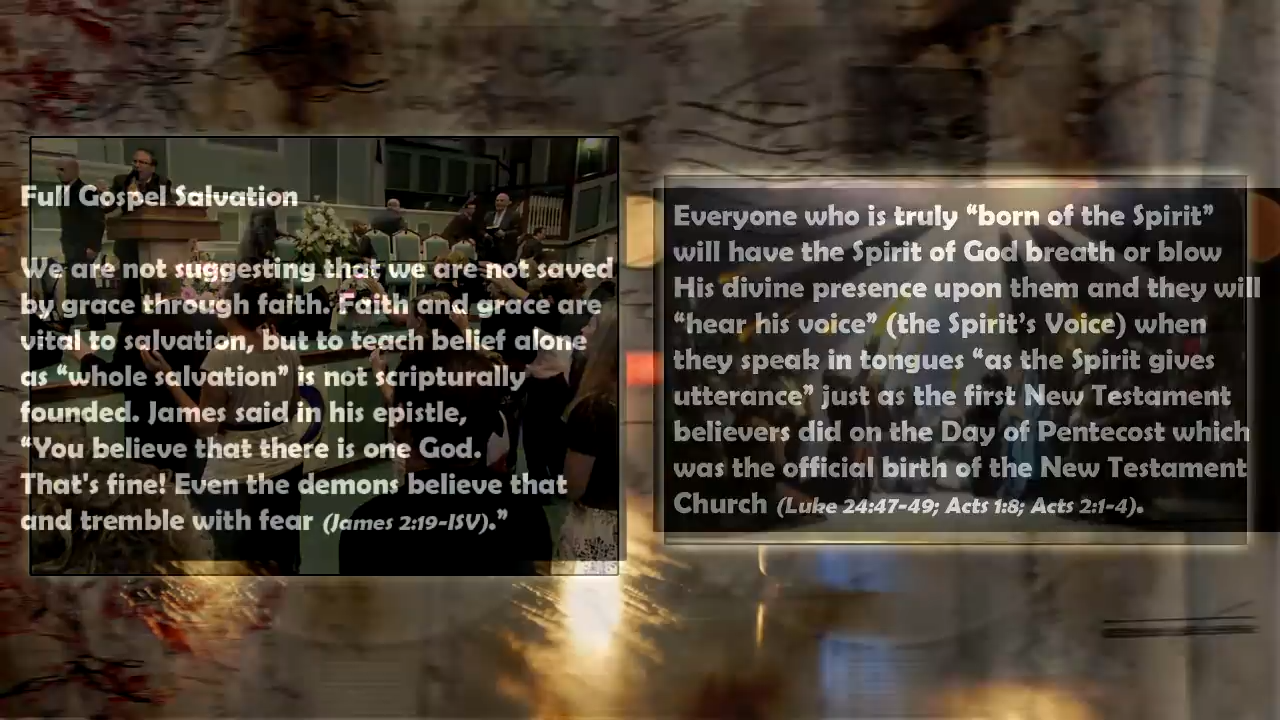 Full Gospel Salvation
We are not suggesting that we are not saved
by grace through faith. Faith and grace are
vital to salvation, but to teach belief alone
as “whole salvation” is not scripturally
founded. James said in his epistle,
“You believe that there is one God.
That's fine! Even the demons believe that
and tremble with fear (James 2:19-ISV).”
Everyone who is truly “born of the Spirit”
will have the Spirit of God breath or blow
His divine presence upon them and they will
“hear his voice” (the Spirit’s Voice) when
they speak in tongues “as the Spirit gives
utterance” just as the first New Testament
believers did on the Day of Pentecost which
was the official birth of the New Testament
Church (Luke 24:47-49; Acts 1:8; Acts 2:1-4).